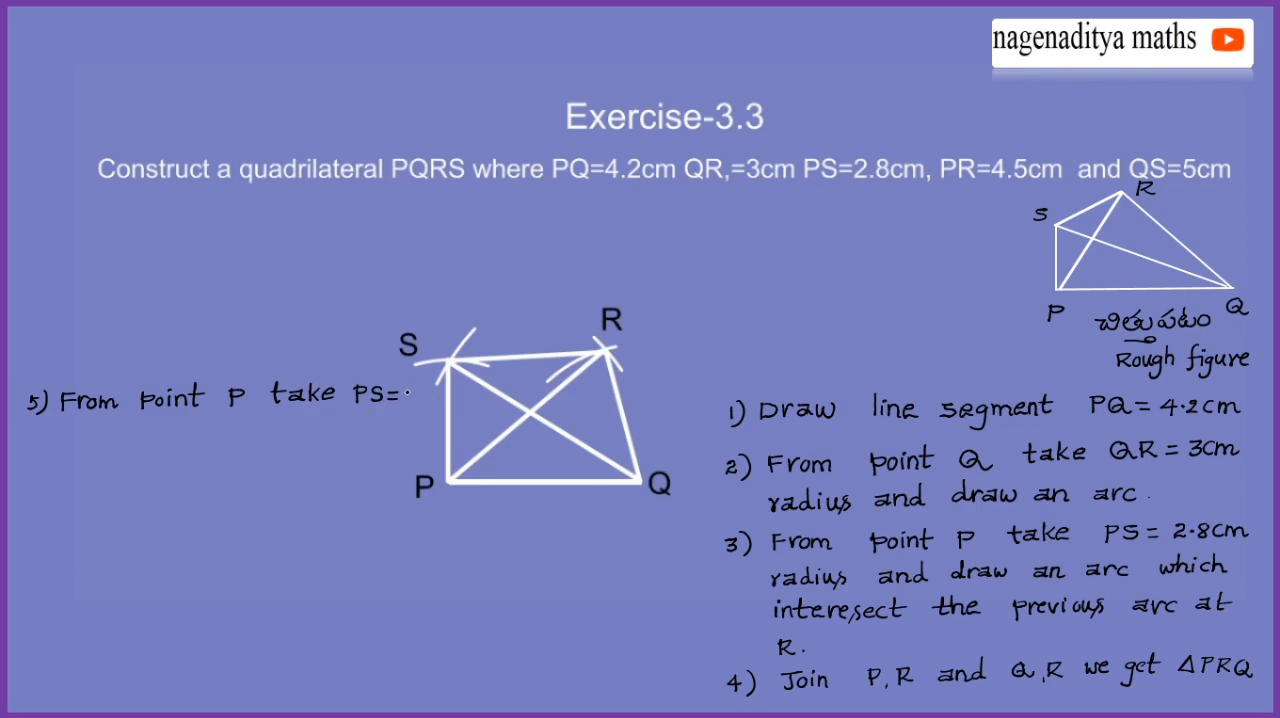 nagenaditya maths
Exercise-3.3
Construct a quadrilateral PQRS where PQ=4.2cm QR,=3cm PS=2.8cm, PR=4.5cm and QS=5cm
R
S
P
Q
చిత్తు పటం
Rough figure
S
R
P
Q
5) From point P take PS=
1) Draw line segment PQ = 4.2cm
2) From point Q take QR = 3cm
radius and draw an arc.
3) From point P take PS = 2.8cm
radius and draw an arc which
interesect the previous arc at
R.
4) Join P,R and Q,R we get △PRQ